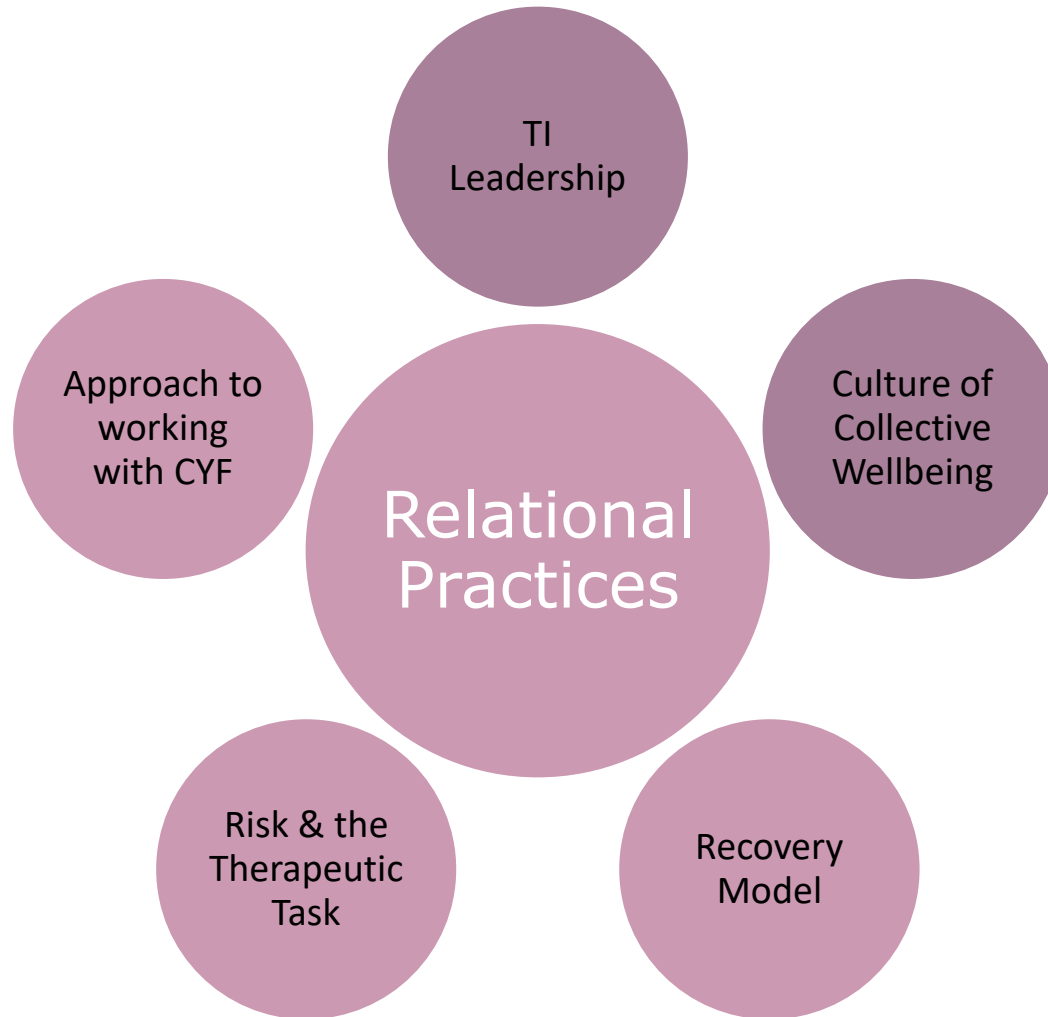 TI
Leadership
Approach to
working
with CYF
Culture of
Collective
Wellbeing
Relational
Practices
Risk & the
Therapeutic
Task
Recovery
Model